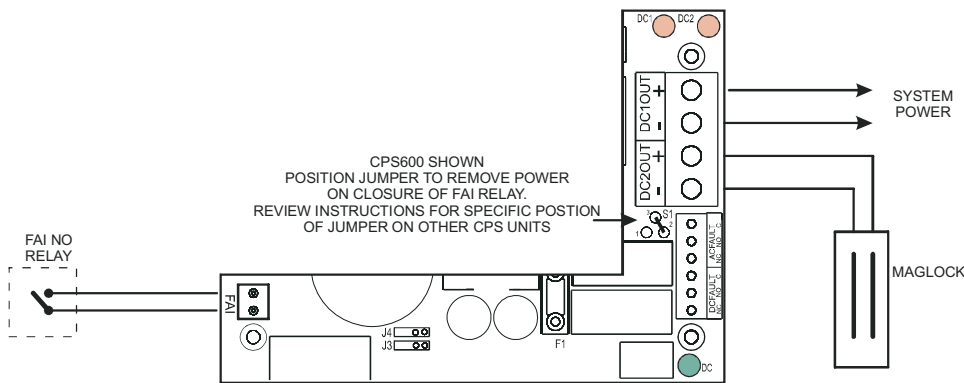 DC1 DC2
DC1OUT + -
DC2OUT + -
SYSTEM
POWER
CPS600 SHOWN
POSITION JUMPER TO REMOVE POWER
ON CLOSURE OF FAI RELAY.
REVIEW INSTRUCTIONS FOR SPECIFIC POSTION
OF JUMPER ON OTHER CPS UNITS
3 S1
1 2
ACFAULT
NC NO C
DCFAULT
NC NO C
FAI NO
RELAY
FAI
MAGLOCK
J4
J3
F1
DC